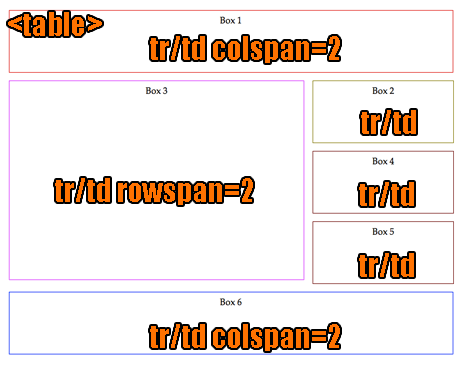 <table>
Box 1
tr/td colspan=2
Box 3
tr/td rowspan=2
Box 2
tr/td
Box 4
tr/td
Box 5
tr/td
Box 6
tr/td colspan=2